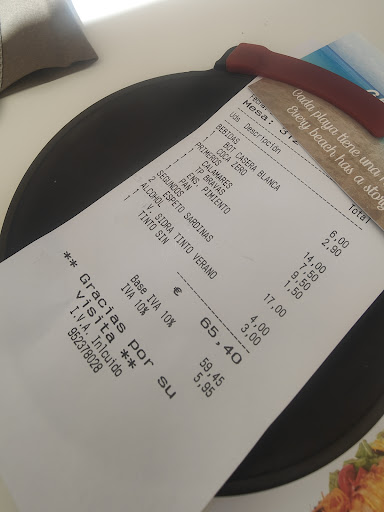 Cada playa tiene una
Every beach has a story
Mesa: 312
Uds Descripción Total
BEBIDAS
1 BOT. CASERA BLANCA 6,00
1 COCA ZERO 2,90
PRIMEROS
1 CALAMARES 14,00
1 TP BRAVAS 7,50
1 ENS. PIMIENTO 9,50
1 PAN 1,50
SEGUNDOS
2 ESPETO SARDINAS 17,00
ALCOHOL
1 V. SIDRA TINTO VERANO 4,00
1 TINTO SIN 3,00
€ 65,40
Base IVA 10% 59,45
IVA 10% 5,95
** Gracias por su
visita **
I.V.A. Inlcuido
952378028